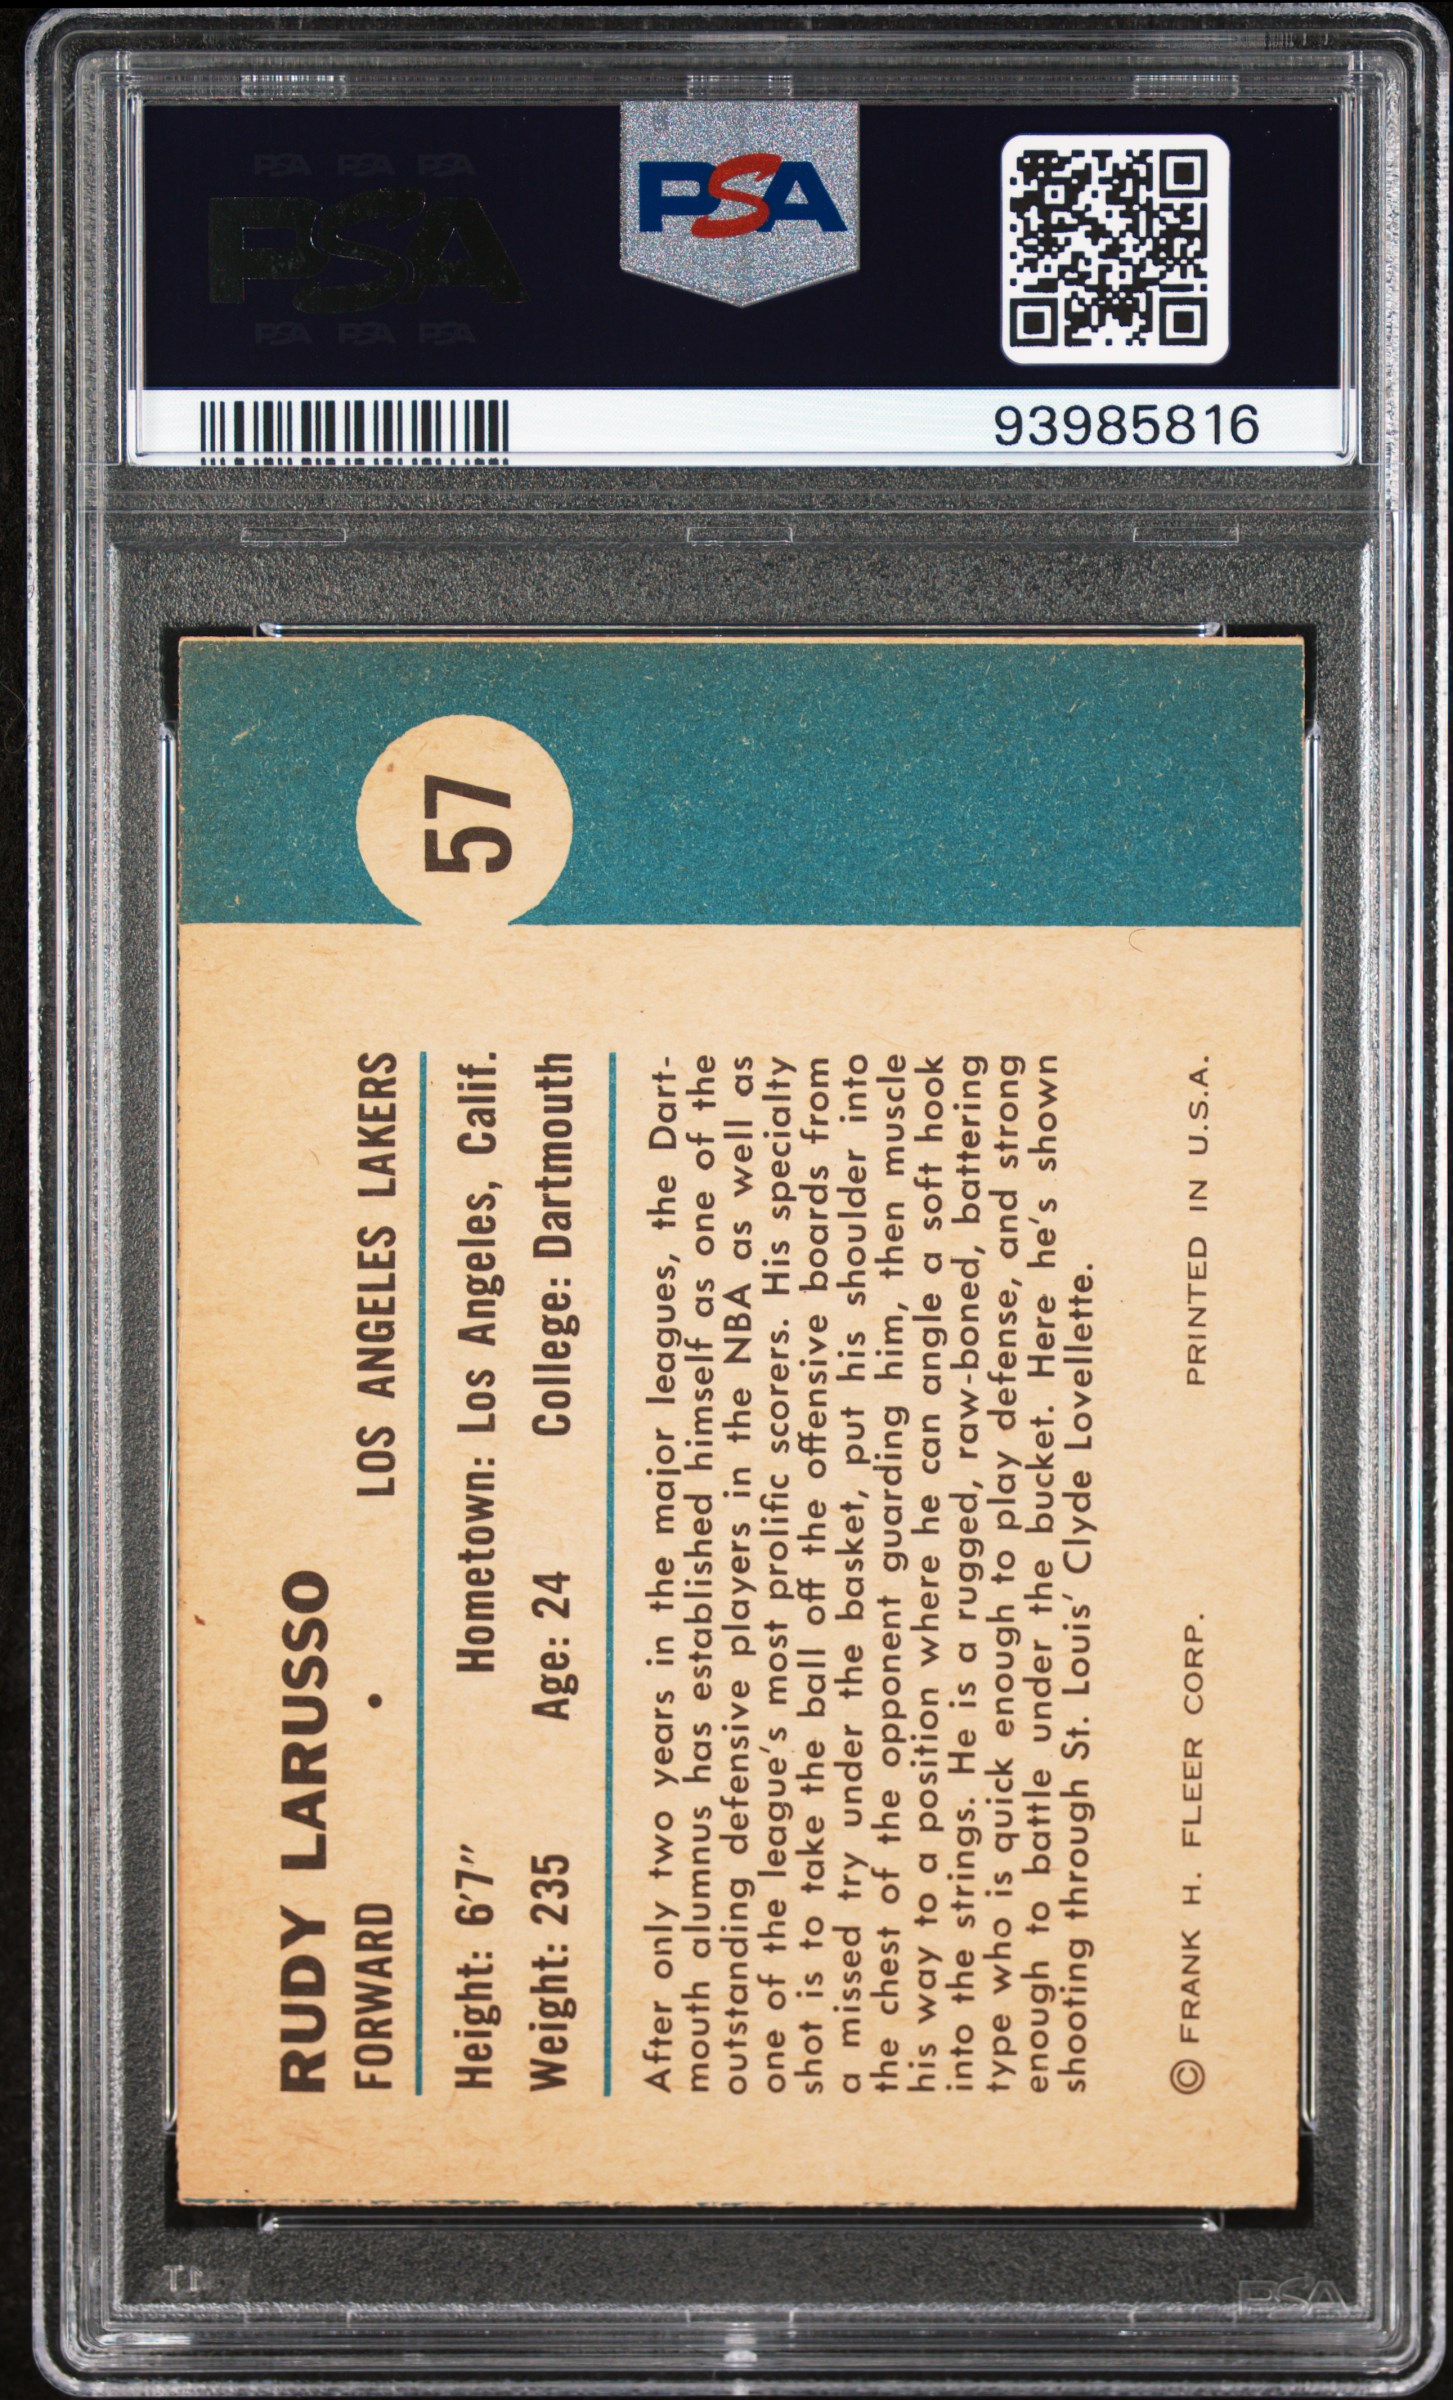 PSA PSA PSA
PSA
PSA PSA PSA
PSA
93985816
57
RUDY LARUSSO
FORWARD • LOS ANGELES LAKERS
Height: 6'7" Hometown: Los Angeles, Calif.
Weight: 235 Age: 24 College: Dartmouth
After only two years in the major leagues, the Dart-
mouth alumnus has established himself as one of the
outstanding defensive players in the NBA as well as
one of the league's most prolific scorers. His specialty
shot is to take the ball off the offensive boards from
a missed try under the basket, put his shoulder into
the chest of the opponent guarding him, then muscle
his way to a position where he can angle a soft hook
into the strings. He is a rugged, raw-boned, battering
type who is quick enough to play defense, and strong
enough to battle under the bucket. Here he's shown
shooting through St. Louis' Clyde Lovellette.
© FRANK H. FLEER CORP. PRINTED IN U.S.A.
PSA